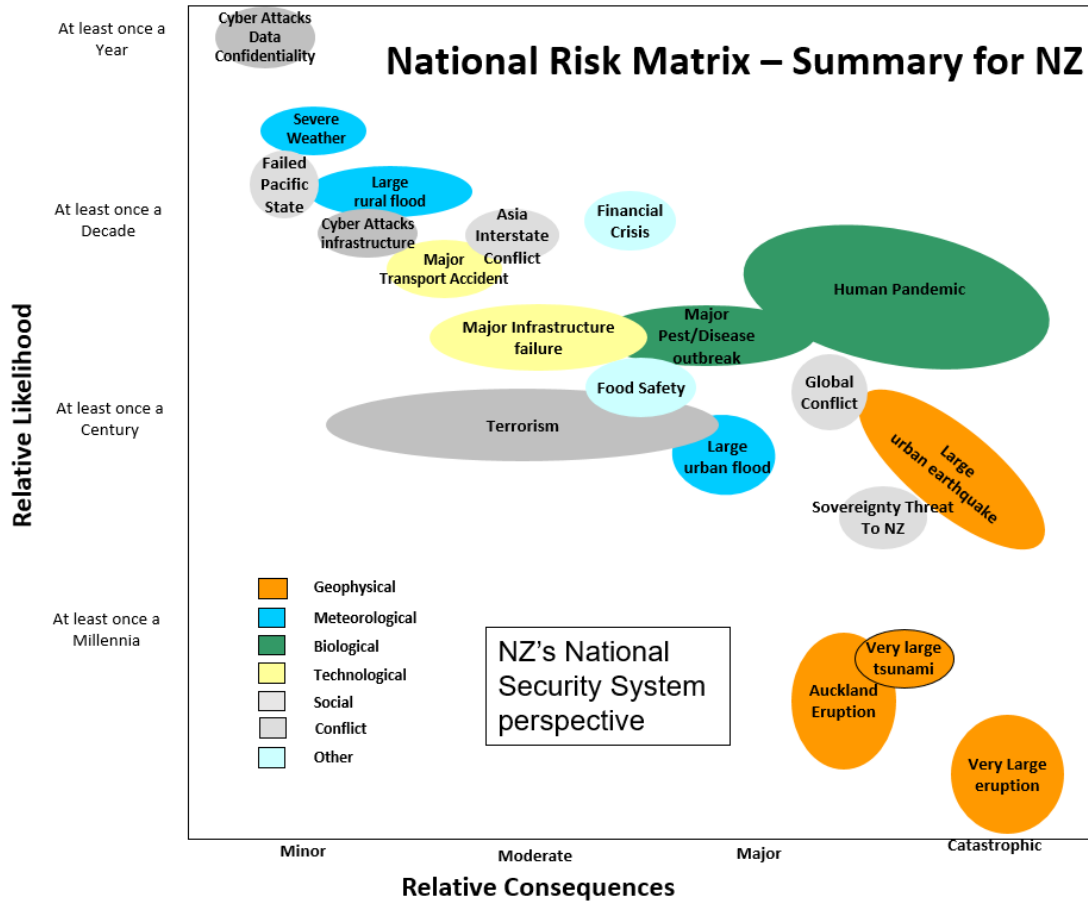 National Risk Matrix – Summary for NZ
Relative Likelihood
At least once a
Year
At least once a
Decade
At least once a
Century
At least once a
Millennia
Cyber Attacks
Data
Confidentiality
Severe
Weather
Failed
Pacific
State
Large
rural flood
Cyber Attacks
infrastructure
Asia
Interstate
Conflict
Financial
Crisis
Major
Transport Accident
Human Pandemic
Major Infrastructure
failure
Major
Pest/Disease
outbreak
Food Safety
Global
Conflict
Terrorism
Large
urban flood
Large
urban earthquake
Sovereignty Threat
To NZ
Geophysical
Meteorological
Biological
Technological
Social
Conflict
Other
NZ’s National
Security System
perspective
Very large
tsunami
Auckland
Eruption
Very Large
eruption
Minor
Moderate
Major
Catastrophic
Relative Consequences